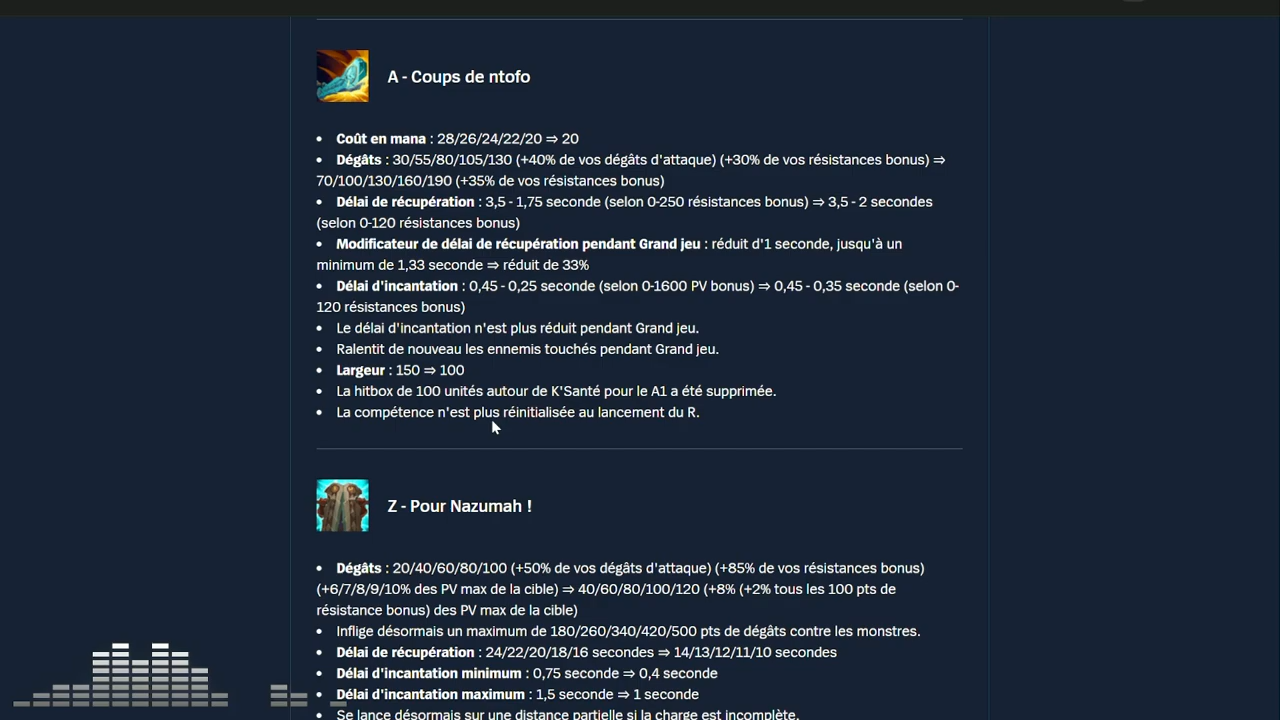 A - Coups de ntofo
• Coût en mana : 28/26/24/22/20 ⇒ 20
• Dégâts : 30/55/80/105/130 (+40% de vos dégâts d'attaque) (+30% de vos résistances bonus) ⇒
70/100/130/160/190 (+35% de vos résistances bonus)
• Délai de récupération : 3,5 - 1,75 seconde (selon 0-250 résistances bonus) ⇒ 3,5 - 2 secondes
(selon 0-120 résistances bonus)
• Modificateur de délai de récupération pendant Grand jeu : réduit d'1 seconde, jusqu'à un
minimum de 1,33 seconde ⇒ réduit de 33%
• Délai d'incantation : 0,45 - 0,25 seconde (selon 0-1600 PV bonus) ⇒ 0,45 - 0,35 seconde (selon 0-
120 résistances bonus)
• Le délai d'incantation n'est plus réduit pendant Grand jeu.
• Ralentit de nouveau les ennemis touchés pendant Grand jeu.
• Largeur : 150 ⇒ 100
• La hitbox de 100 unités autour de K'Santé pour le A1 a été supprimée.
• La compétence n'est plus réinitialisée au lancement du R.
Z - Pour Nazumah !
• Dégâts : 20/40/60/80/100 (+50% de vos dégâts d'attaque) (+85% de vos résistances bonus)
(+6/7/8/9/10% des PV max de la cible) ⇒ 40/60/80/100/120 (+8% (+2% tous les 100 pts de
résistance bonus) des PV max de la cible)
• Inflige désormais un maximum de 180/260/340/420/500 pts de dégâts contre les monstres.
• Délai de récupération : 24/22/20/18/16 secondes ⇒ 14/13/12/11/10 secondes
• Délai d'incantation minimum : 0,75 seconde ⇒ 0,4 seconde
• Délai d'incantation maximum : 1,5 seconde ⇒ 1 seconde
• Se lance désormais sur une distance partielle si la charge est incomplète.